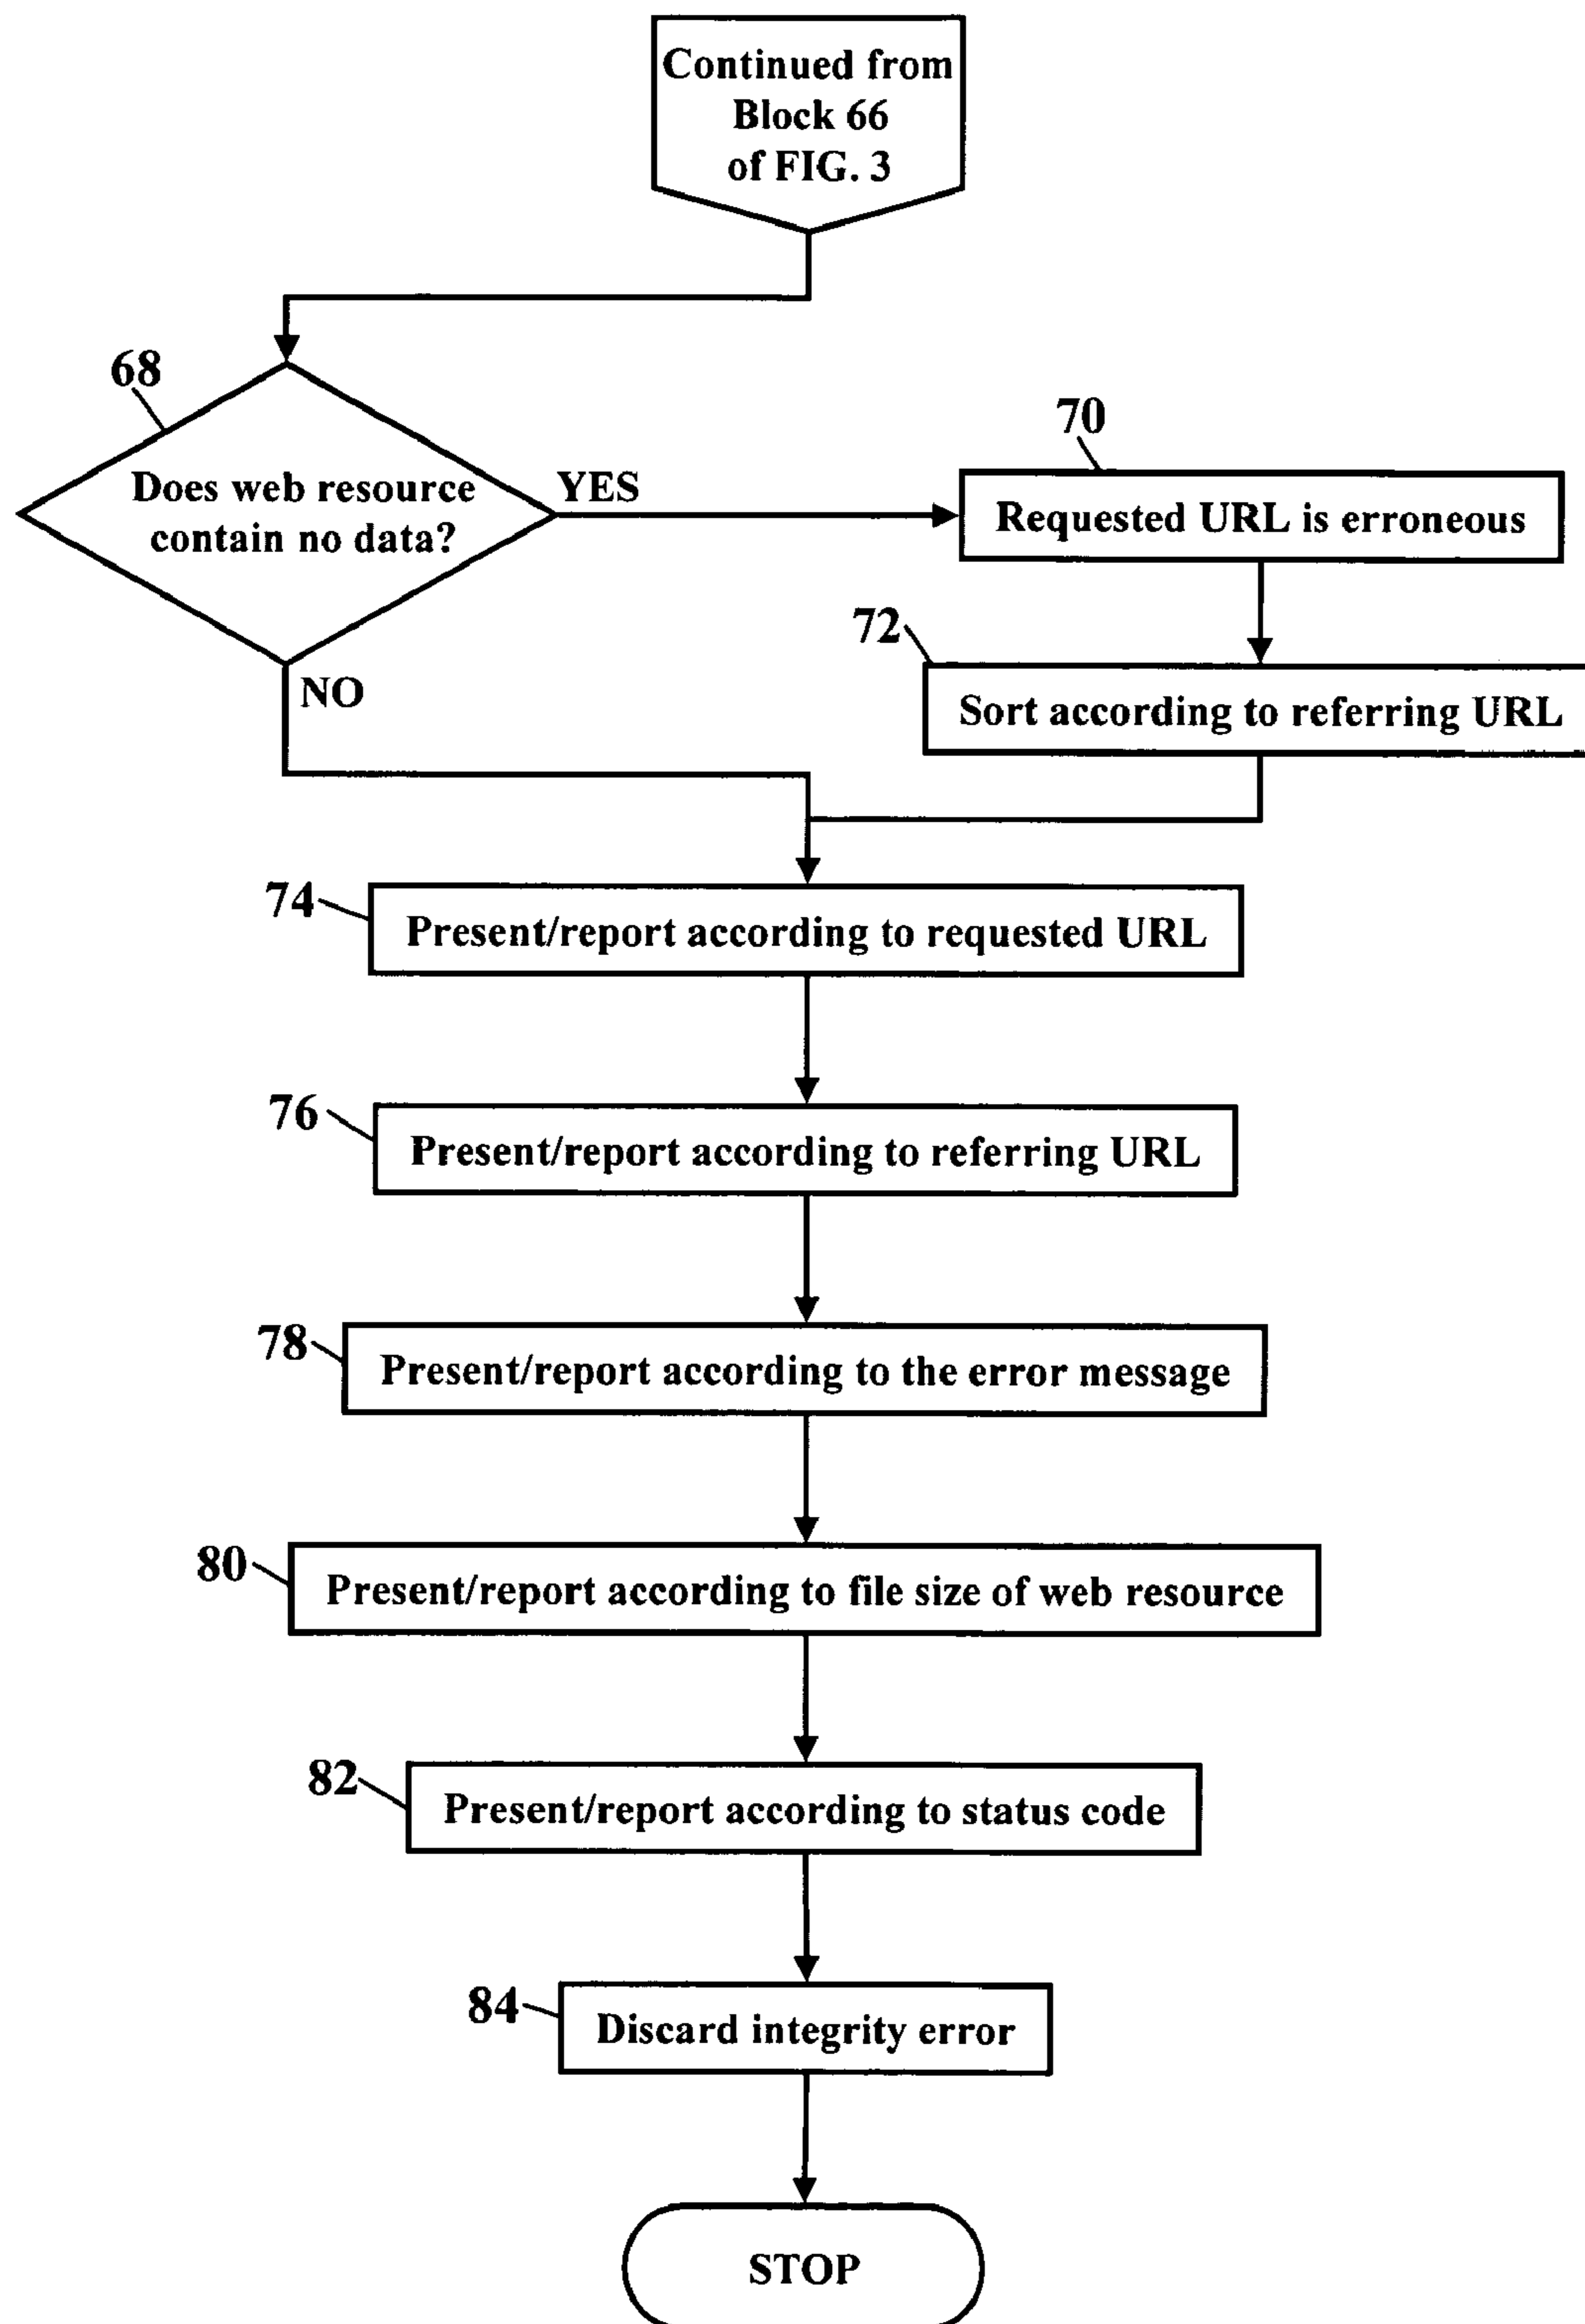 Continued from
Block 66
of FIG. 3
68
Does web resource
contain no data?
YES
NO
70
Requested URL is erroneous
72
Sort according to referring URL
74
Present/report according to requested URL
76
Present/report according to referring URL
78
Present/report according to the error message
80
Present/report according to file size of web resource
82
Present/report according to status code
84
Discard integrity error
STOP